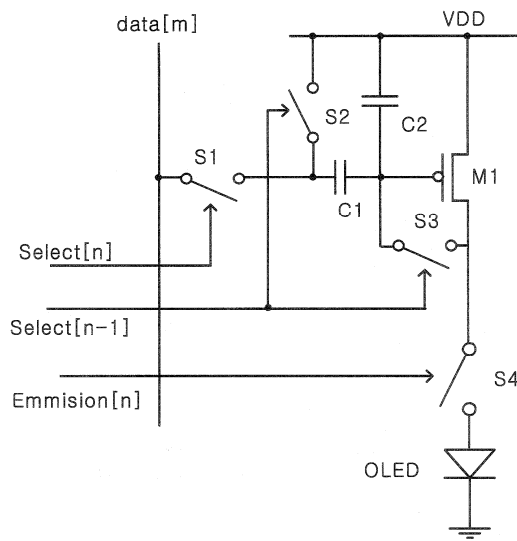 data[m]
VDD
S2
C2
S1
M1
C1
S3
Select[n]
Select[n-1]
Emmision[n]
S4
OLED